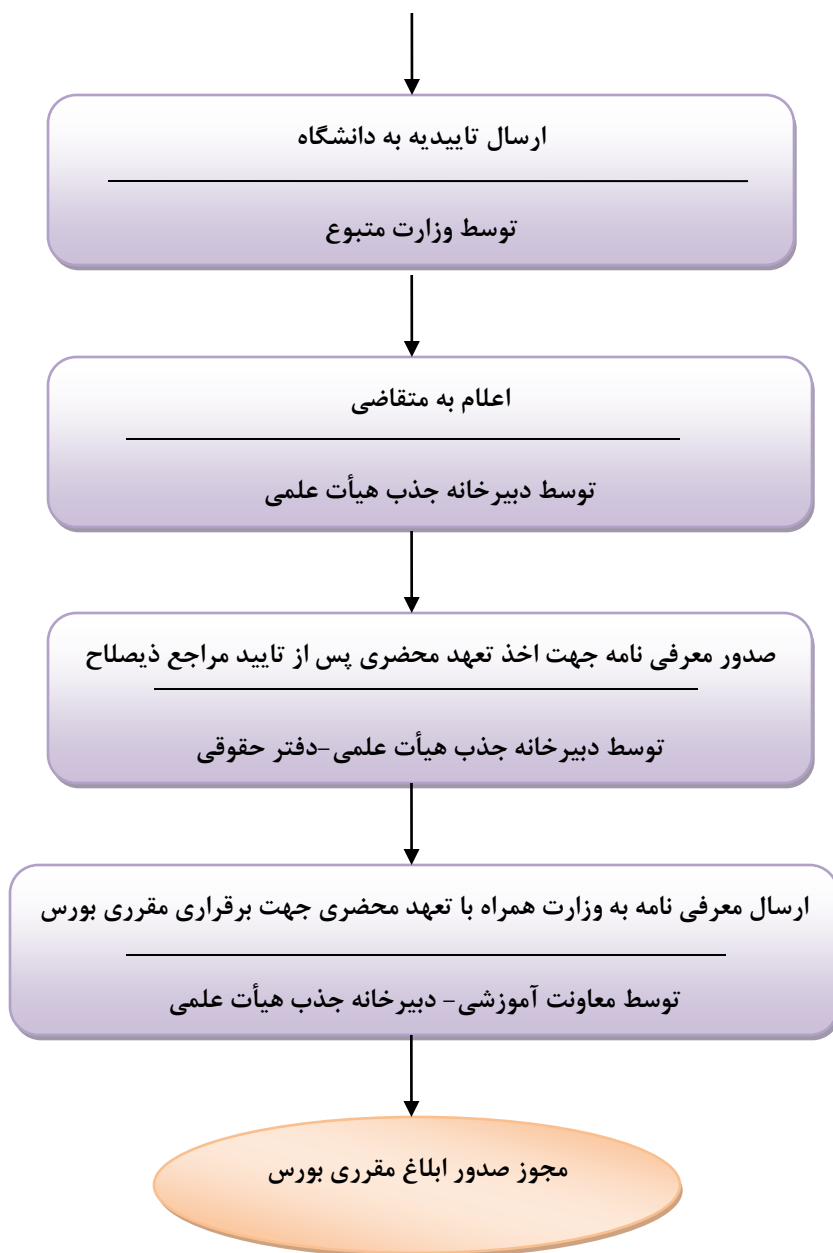 ارسال تاییدیه به دانشگاه
توسط وزارت متبوع
اعلام به متقاضی
توسط دبیرخانه جذب هیأت علمی
صدور معرفی نامه جهت اخذ تعهد محضری پس از تایید مراجع ذیصلاح
توسط دبیرخانه جذب هیأت علمی–دفتر حقوقی
ارسال معرفی نامه به وزارت همراه با تعهد محضری جهت برقراری مقرری بورس
توسط معاونت آموزشی– دبیرخانه جذب هیأت علمی
مجوز صدور ابلاغ مقرری بورس